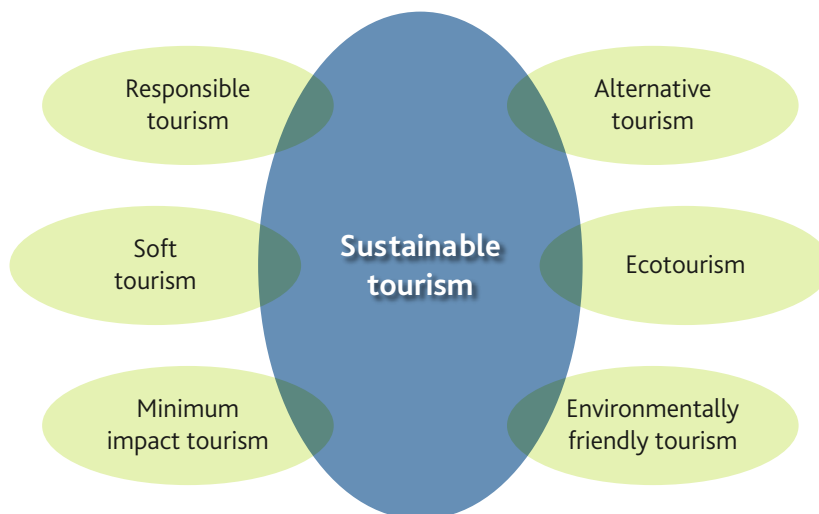 Responsible
tourism
Alternative
tourism
Soft
tourism
Sustainable
tourism
Ecotourism
Minimum
impact tourism
Environmentally
friendly tourism